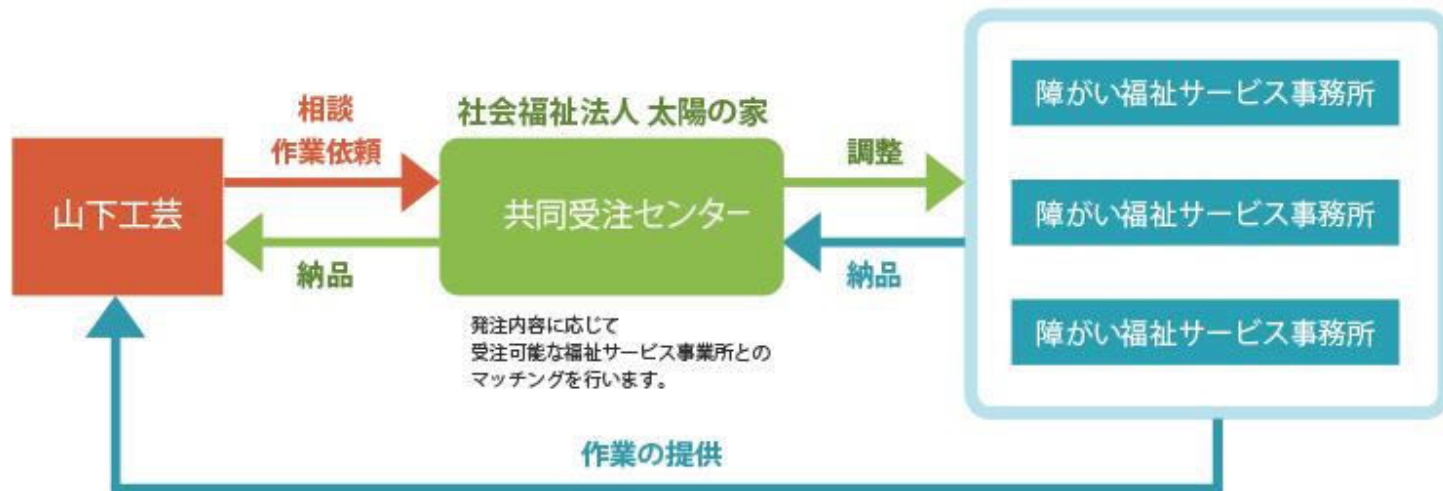 相談
作業依頼
山下工芸
納品
社会福祉法人 太陽の家
共同受注センター
発注内容に応じて
受注可能な福祉サービス事業所との
マッチングを行います。
調整
納品
障がい福祉サービス事務所
障がい福祉サービス事務所
障がい福祉サービス事務所
作業の提供